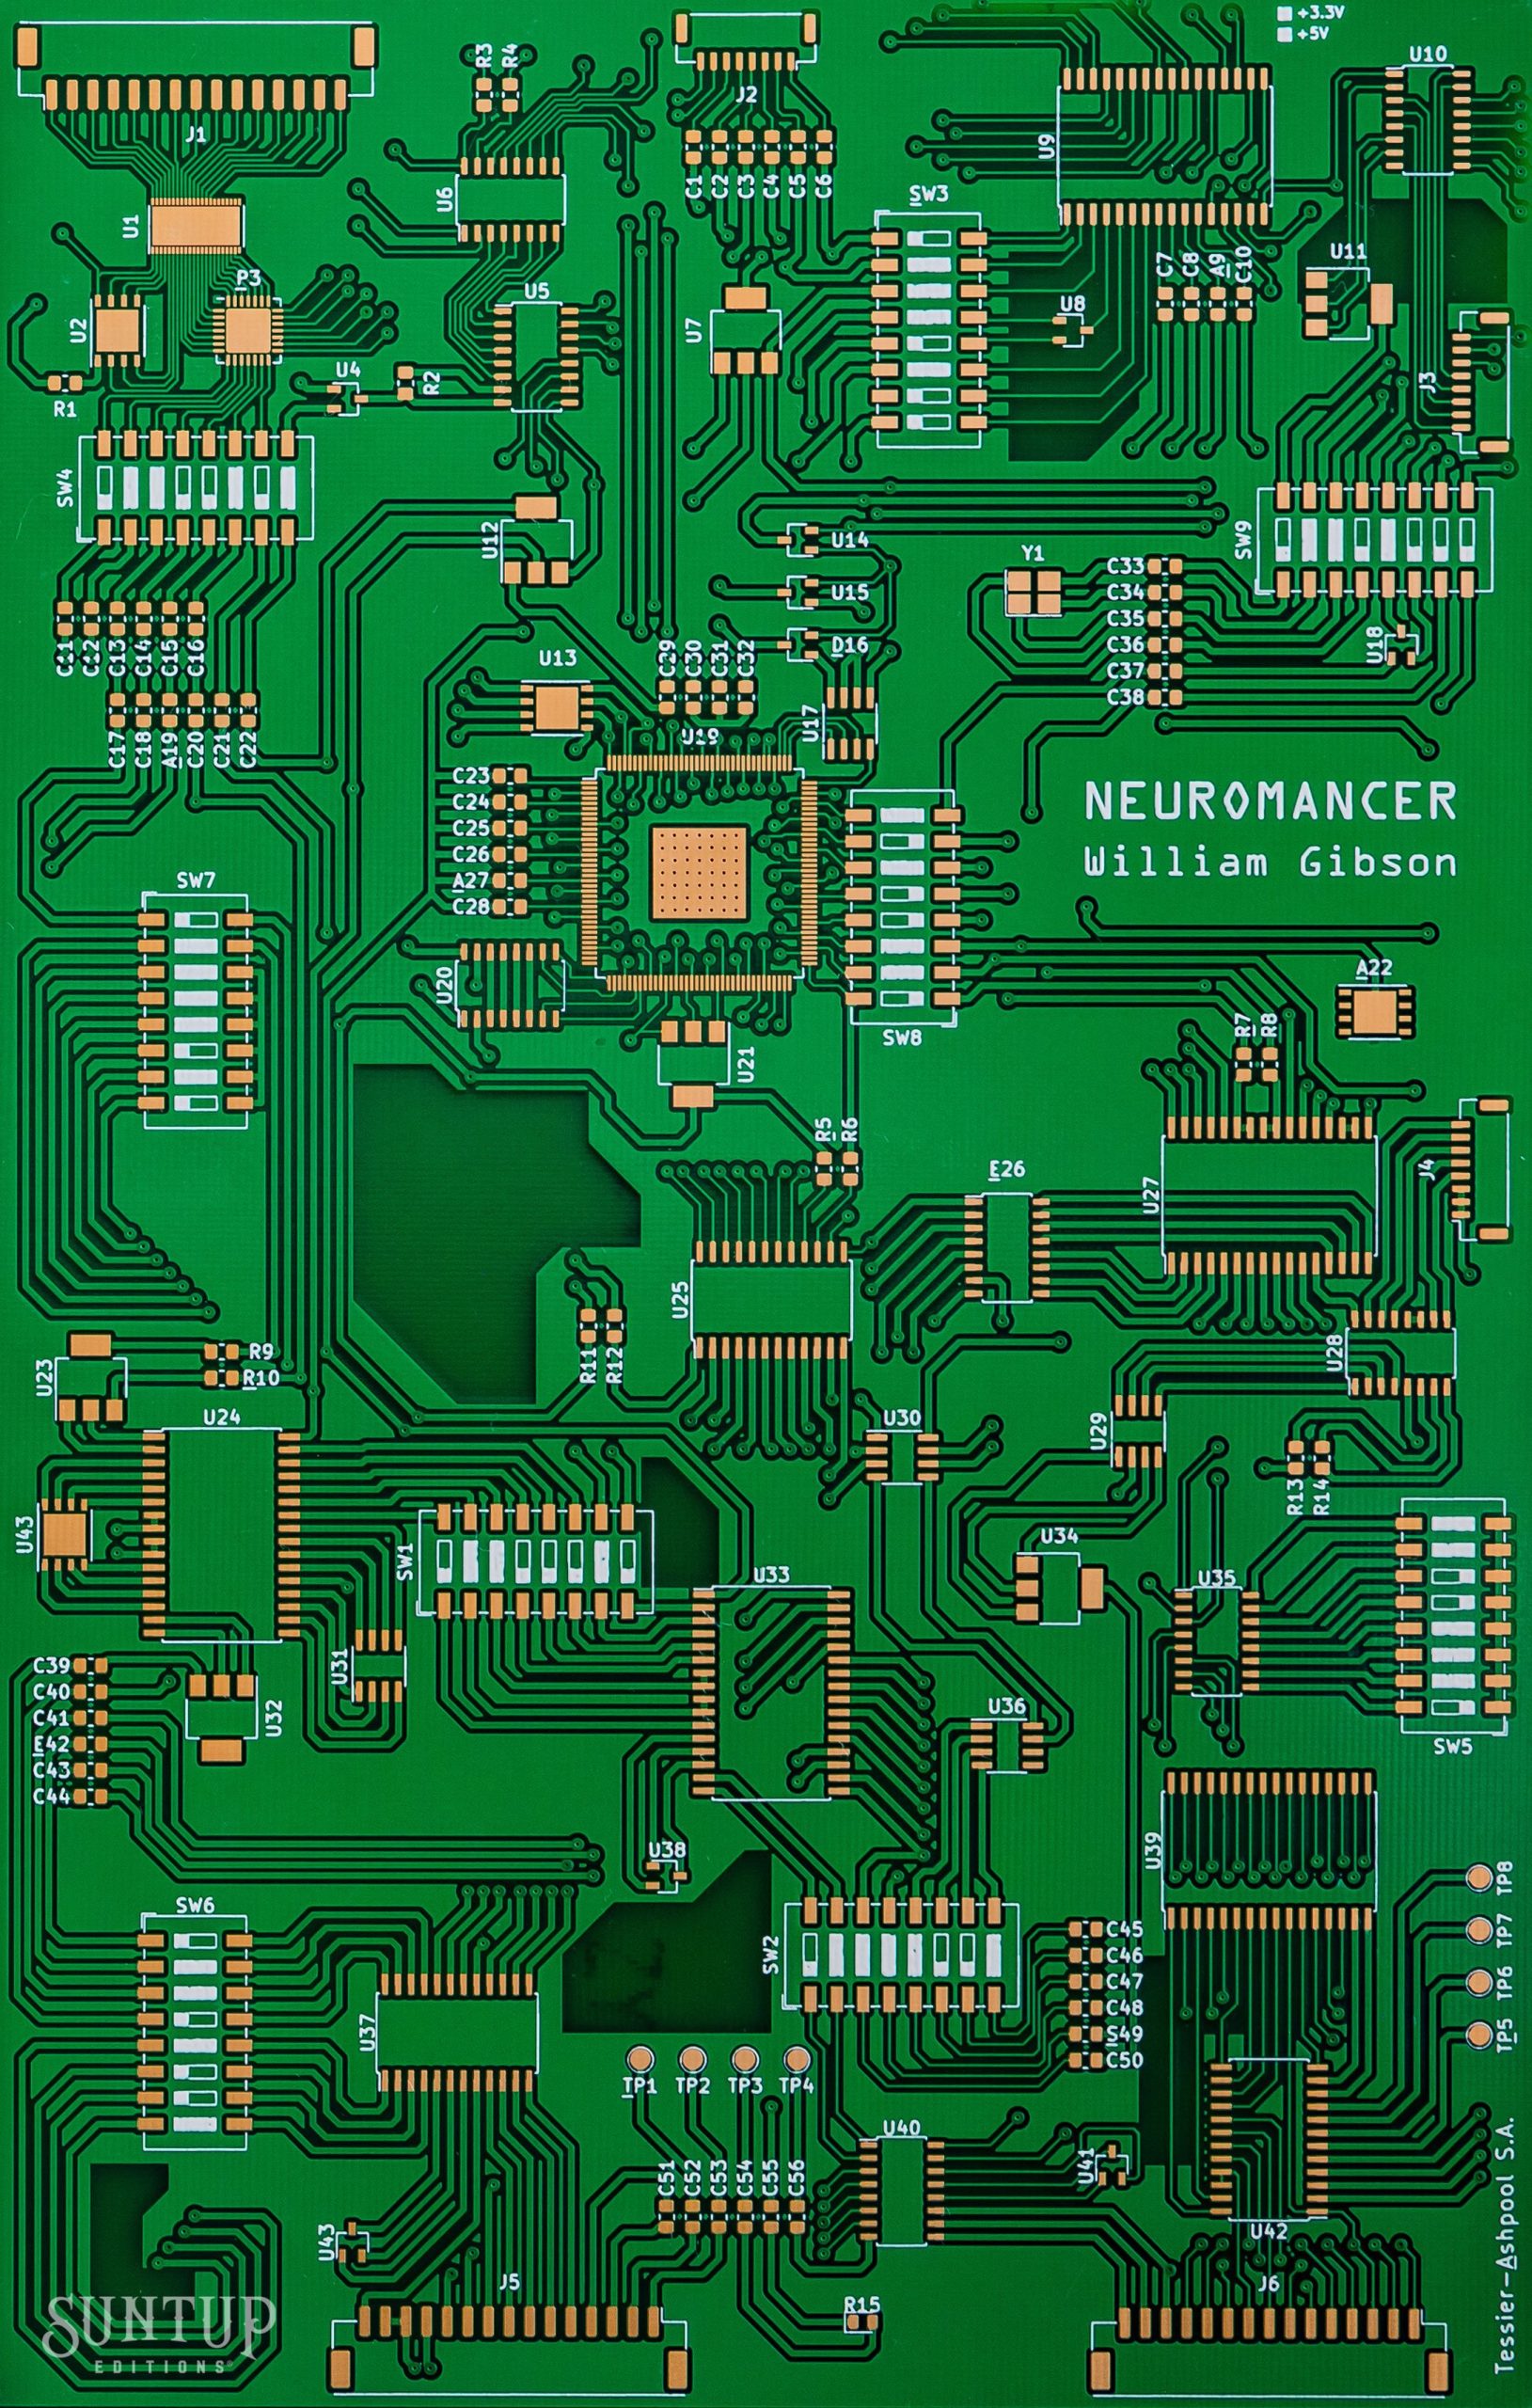 +3.3V
+5V
U10
R3
R4
J2
J1
U9
C1
C2
C3
C4
C5
C6
U6
SW3
U1
U11
C7
C8
A9
C10
P3
U5
U2
U7
U8
J3
U4
R2
R1
SW4
U12
U14
SW9
Y1
C33
U15
C34
C35
C11
C12
C13
C14
C15
C16
U13
C29
C30
C31
C32
D16
C36
U18
C37
C38
C17
C18
A19
C20
C21
C22
U19
U17
C23
C24
C25
C26
A27
C28
NEUROMANCER
William Gibson
SW7
U20
A22
SW8
R7
R8
U21
R5
R6
E26
U27
J4
U25
R9
R10
U23
R11
R12
U28
U24
U30
U29
R13
R14
U43
SW1
U34
U33
U35
C39
C40
C41
E42
C43
C44
U31
U32
U36
SW5
U38
U39
TP8
SW6
SW2
C45
C46
C47
C48
S49
C50
TP7
TP6
TP5
U37
TP1
TP2
TP3
TP4
U40
U41
C51
C52
C53
C54
C55
C56
U42
U43
J5
J6
R15
Tessier-Ashpool S.A.
SUNTUP
EDITIONS